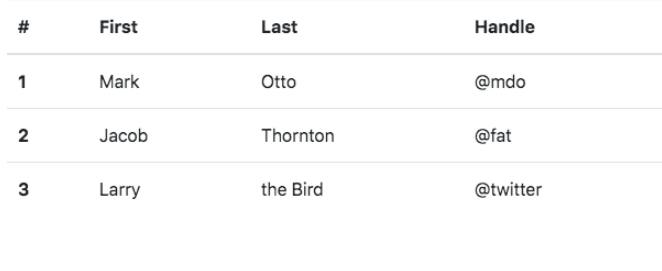 # First Last Handle
1 Mark Otto @mdo
2 Jacob Thornton @fat
3 Larry the Bird @twitter